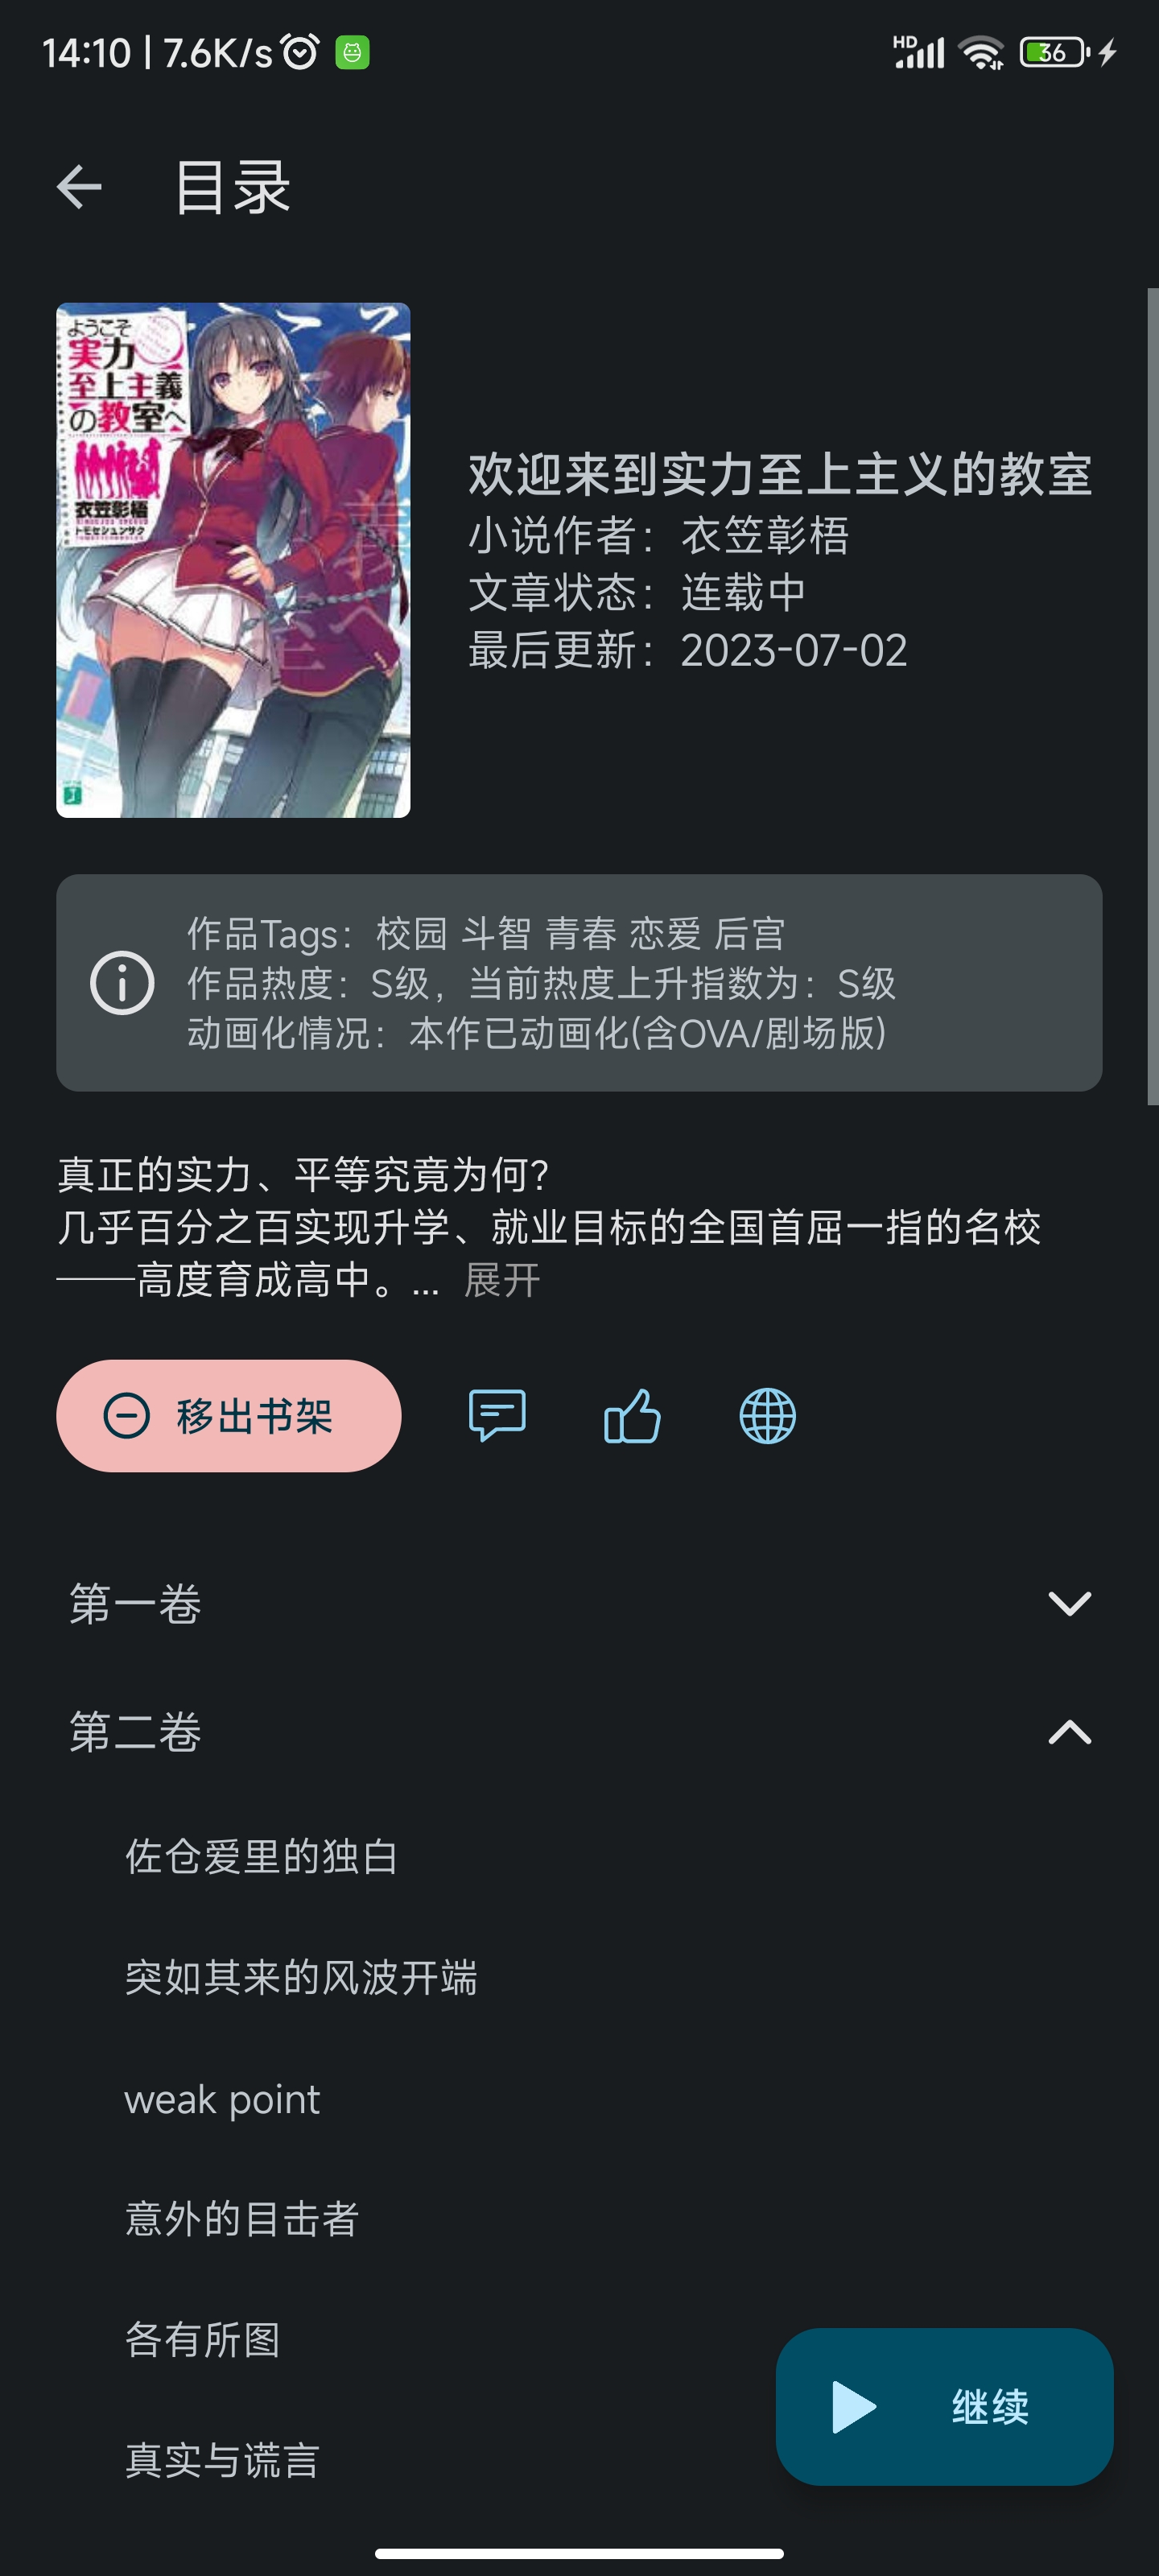 14:10 | 7.6K/s
HD
36
目录
ようこそ
実力
至上主義
の教室へ
衣笠彰梧
トモセシュンサク
欢迎来到实力至上主义的教室
小说作者：衣笠彰梧
文章状态：连载中
最后更新：2023-07-02
作品Tags：校园 斗智 青春 恋爱 后宫
作品热度：S级，当前热度上升指数为：S级
动画化情况：本作已动画化(含OVA/剧场版)
真正的实力、平等究竟为何?
几乎百分之百实现升学、就业目标的全国首屈一指的名校
——高度育成高中。... 展开
移出书架
第一卷
第二卷
佐仓爱里的独白
突如其来的风波开端
weak point
意外的目击者
各有所图
真实与谎言
继续